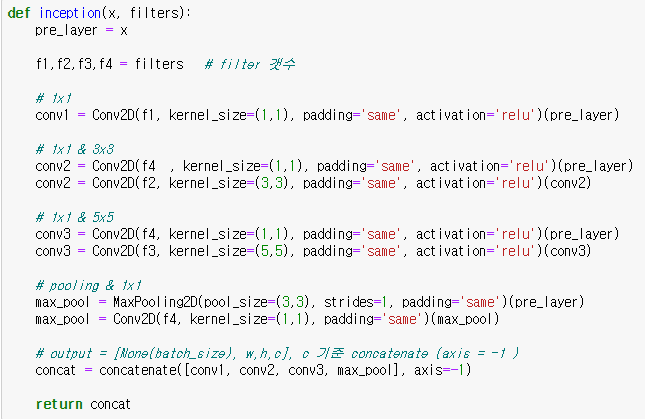 def inception(x, filters):
    pre_layer = x

    f1,f2,f3,f4 = filters   # filter 갯수

    # 1x1
    conv1 = Conv2D(f1, kernel_size=(1,1), padding='same', activation='relu')(pre_layer)

    # 1x1 & 3x3
    conv2 = Conv2D(f4  , kernel_size=(1,1), padding='same', activation='relu')(pre_layer)
    conv2 = Conv2D(f2, kernel_size=(3,3), padding='same', activation='relu')(conv2)

    # 1x1 & 5x5
    conv3 = Conv2D(f4, kernel_size=(1,1), padding='same', activation='relu')(pre_layer)
    conv3 = Conv2D(f3, kernel_size=(5,5), padding='same', activation='relu')(conv3)

    # pooling & 1x1
    max_pool = MaxPooling2D(pool_size=(3,3), strides=1, padding='same')(pre_layer)
    max_pool = Conv2D(f4, kernel_size=(1,1), padding='same')(max_pool)

    # output = [None(batch_size), w,h,c], c 기준 concatenate (axis = -1 )
    concat = concatenate([conv1, conv2, conv3, max_pool], axis=-1)

    return concat